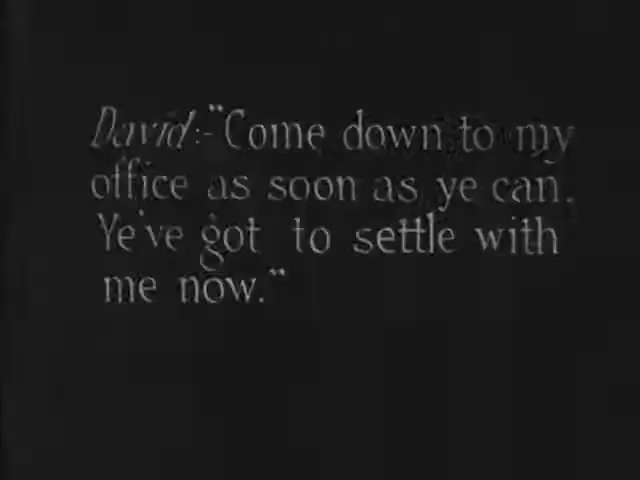 David:-"Come down to my
office as soon as ye can.
Ye've got to settle with
me now."